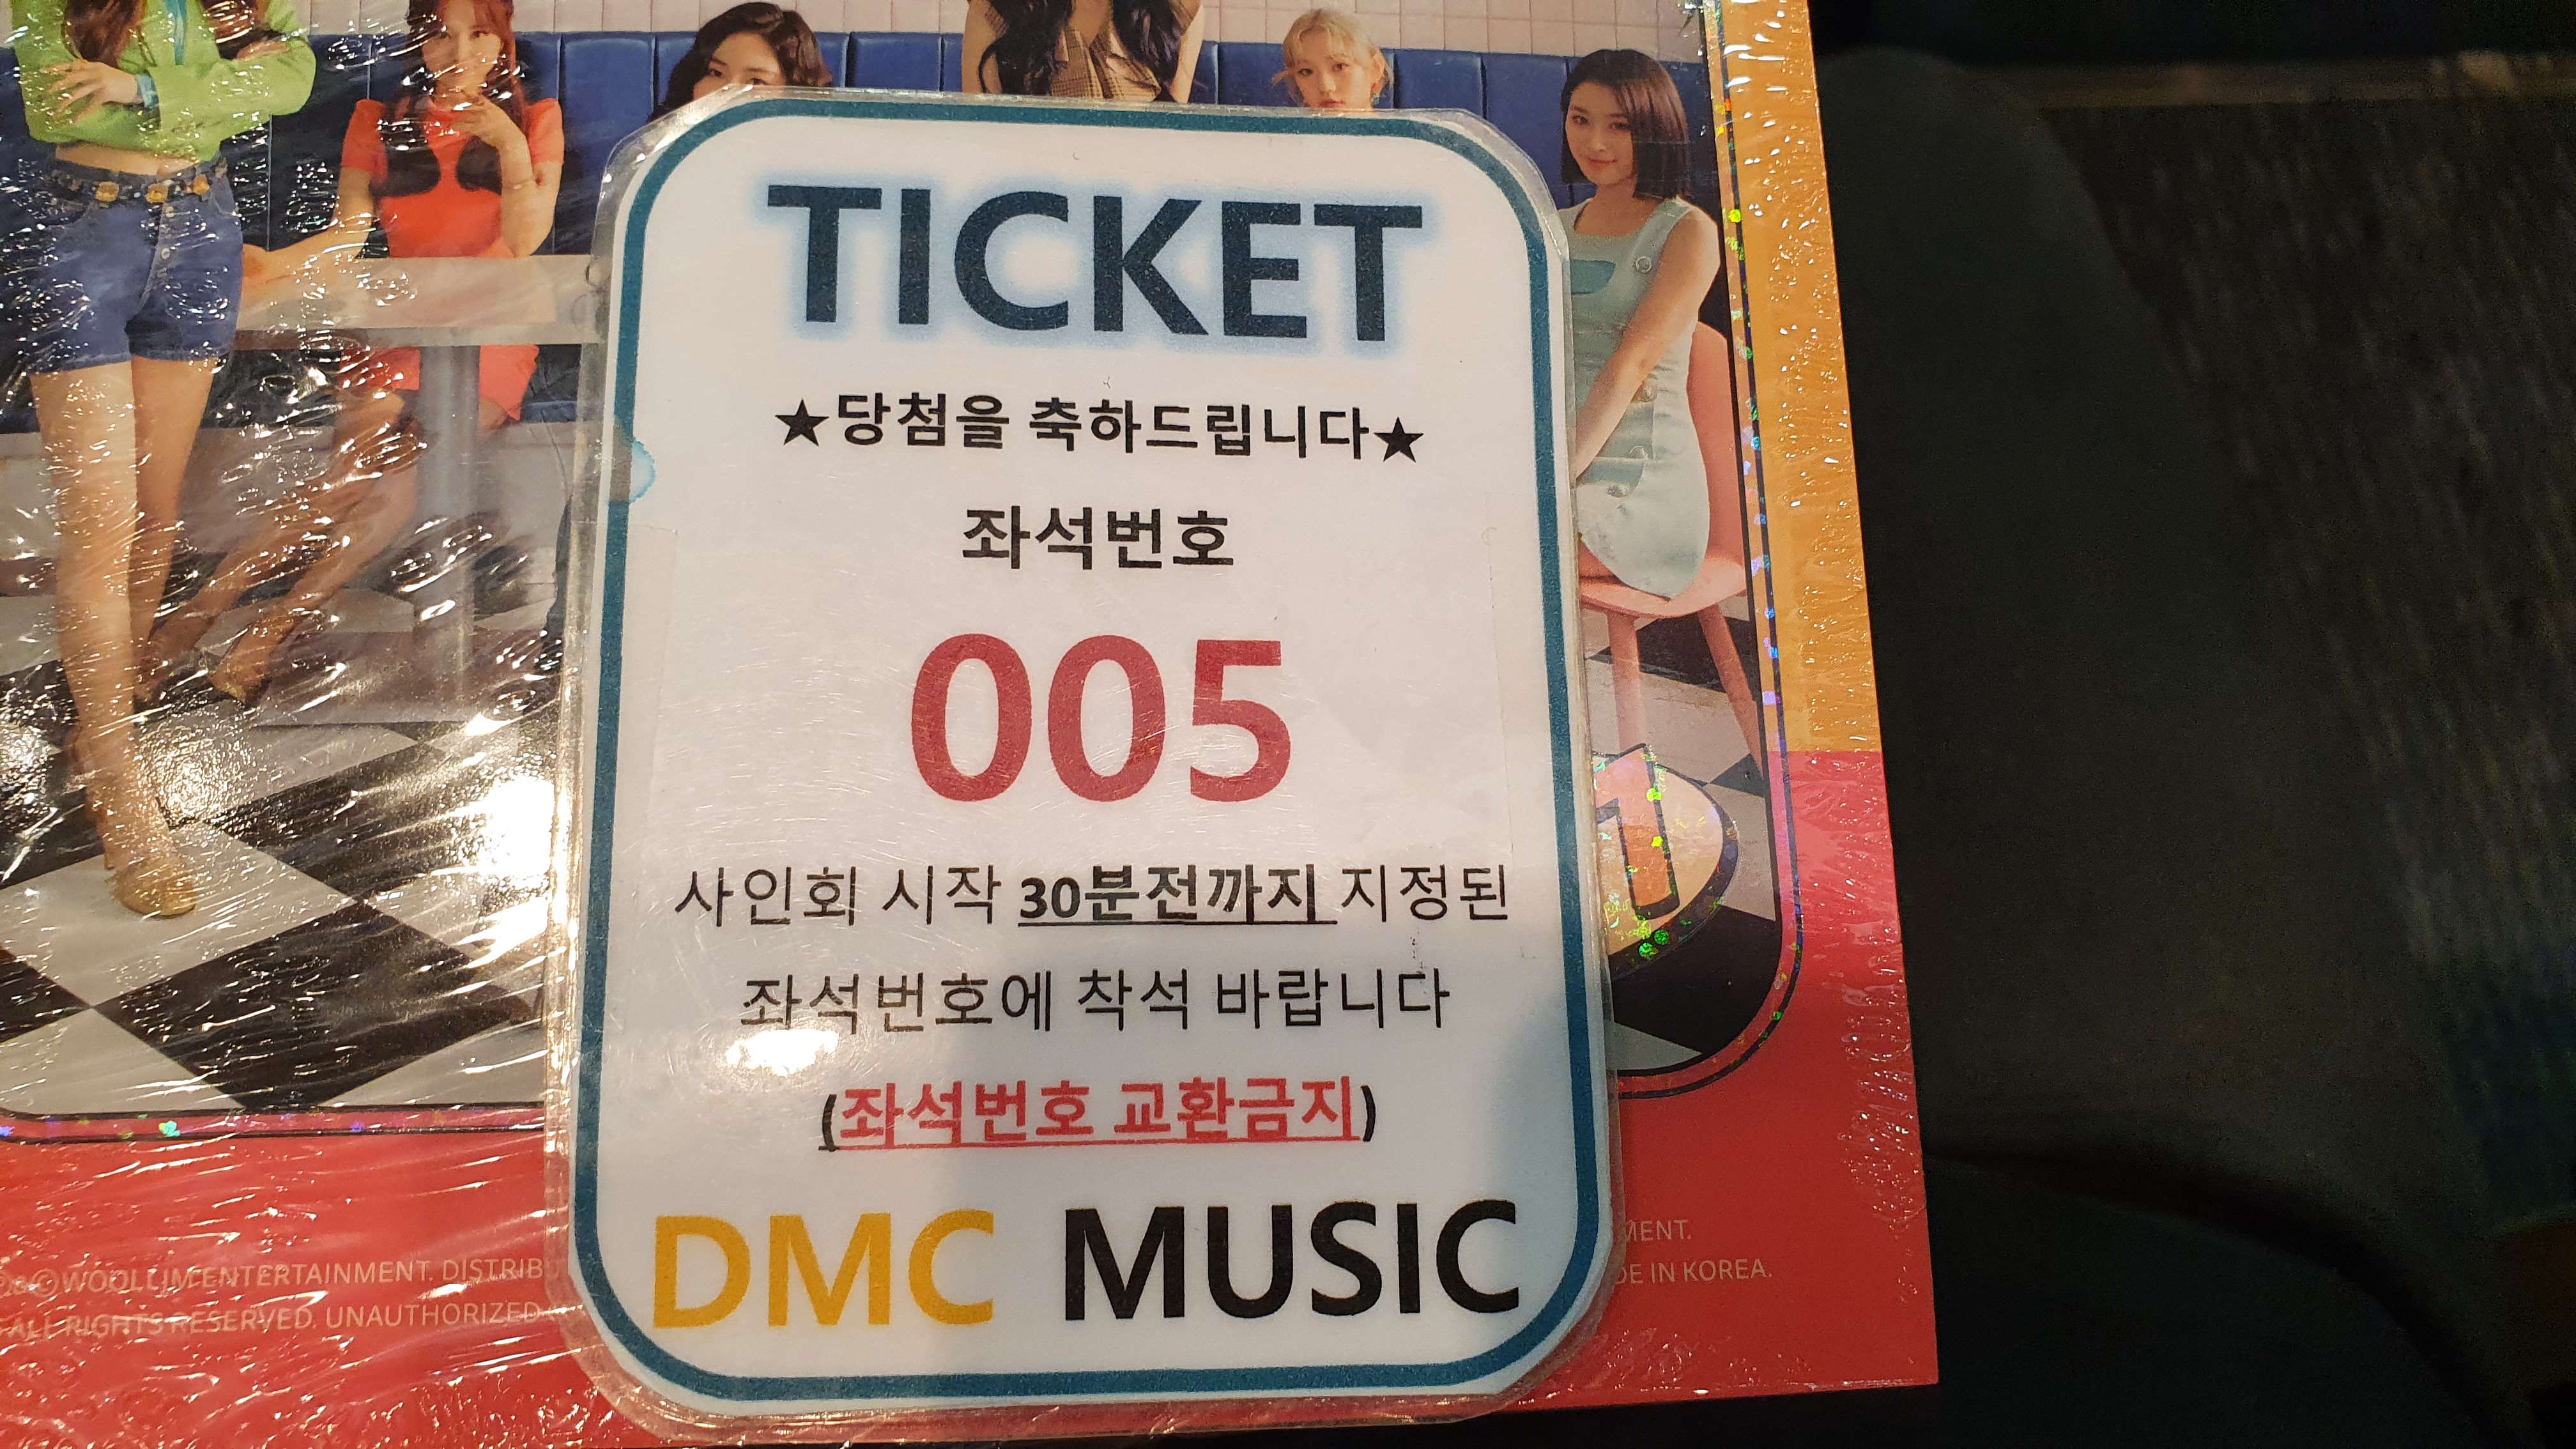 TICKET
★당첨을 축하드립니다★
좌석번호
005
사인회 시작 30분전까지 지정된
좌석번호에 착석 바랍니다
(좌석번호 교환금지)
DMC MUSIC
1
WOOLLIM ENTERTAINMENT. DISTRIBU
MENT.
ALL RIGHTS RESERVED. UNAUTHORIZED
DE IN KOREA.